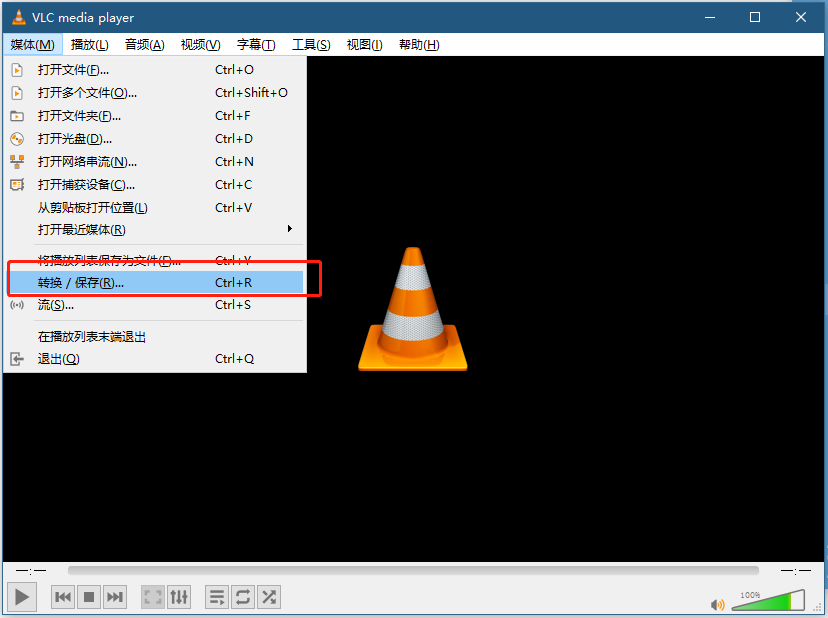 VLC media player
媒体(M) 播放(L) 音频(A) 视频(V) 字幕(T) 工具(S) 视图(I) 帮助(H)
打开文件(F)... Ctrl+O
打开多个文件(O)... Ctrl+Shift+O
打开文件夹(F)... Ctrl+F
打开光盘(D)... Ctrl+D
打开网络串流(N)... Ctrl+N
打开捕获设备(C)... Ctrl+C
从剪贴板打开位置(L) Ctrl+V
打开最近媒体(R)
将播放列表保存为文件(F)... Ctrl+Y
转换 / 保存(R)... Ctrl+R
流(S)... Ctrl+S
在播放列表末端退出
退出(Q) Ctrl+Q
--:-- --:--
100%